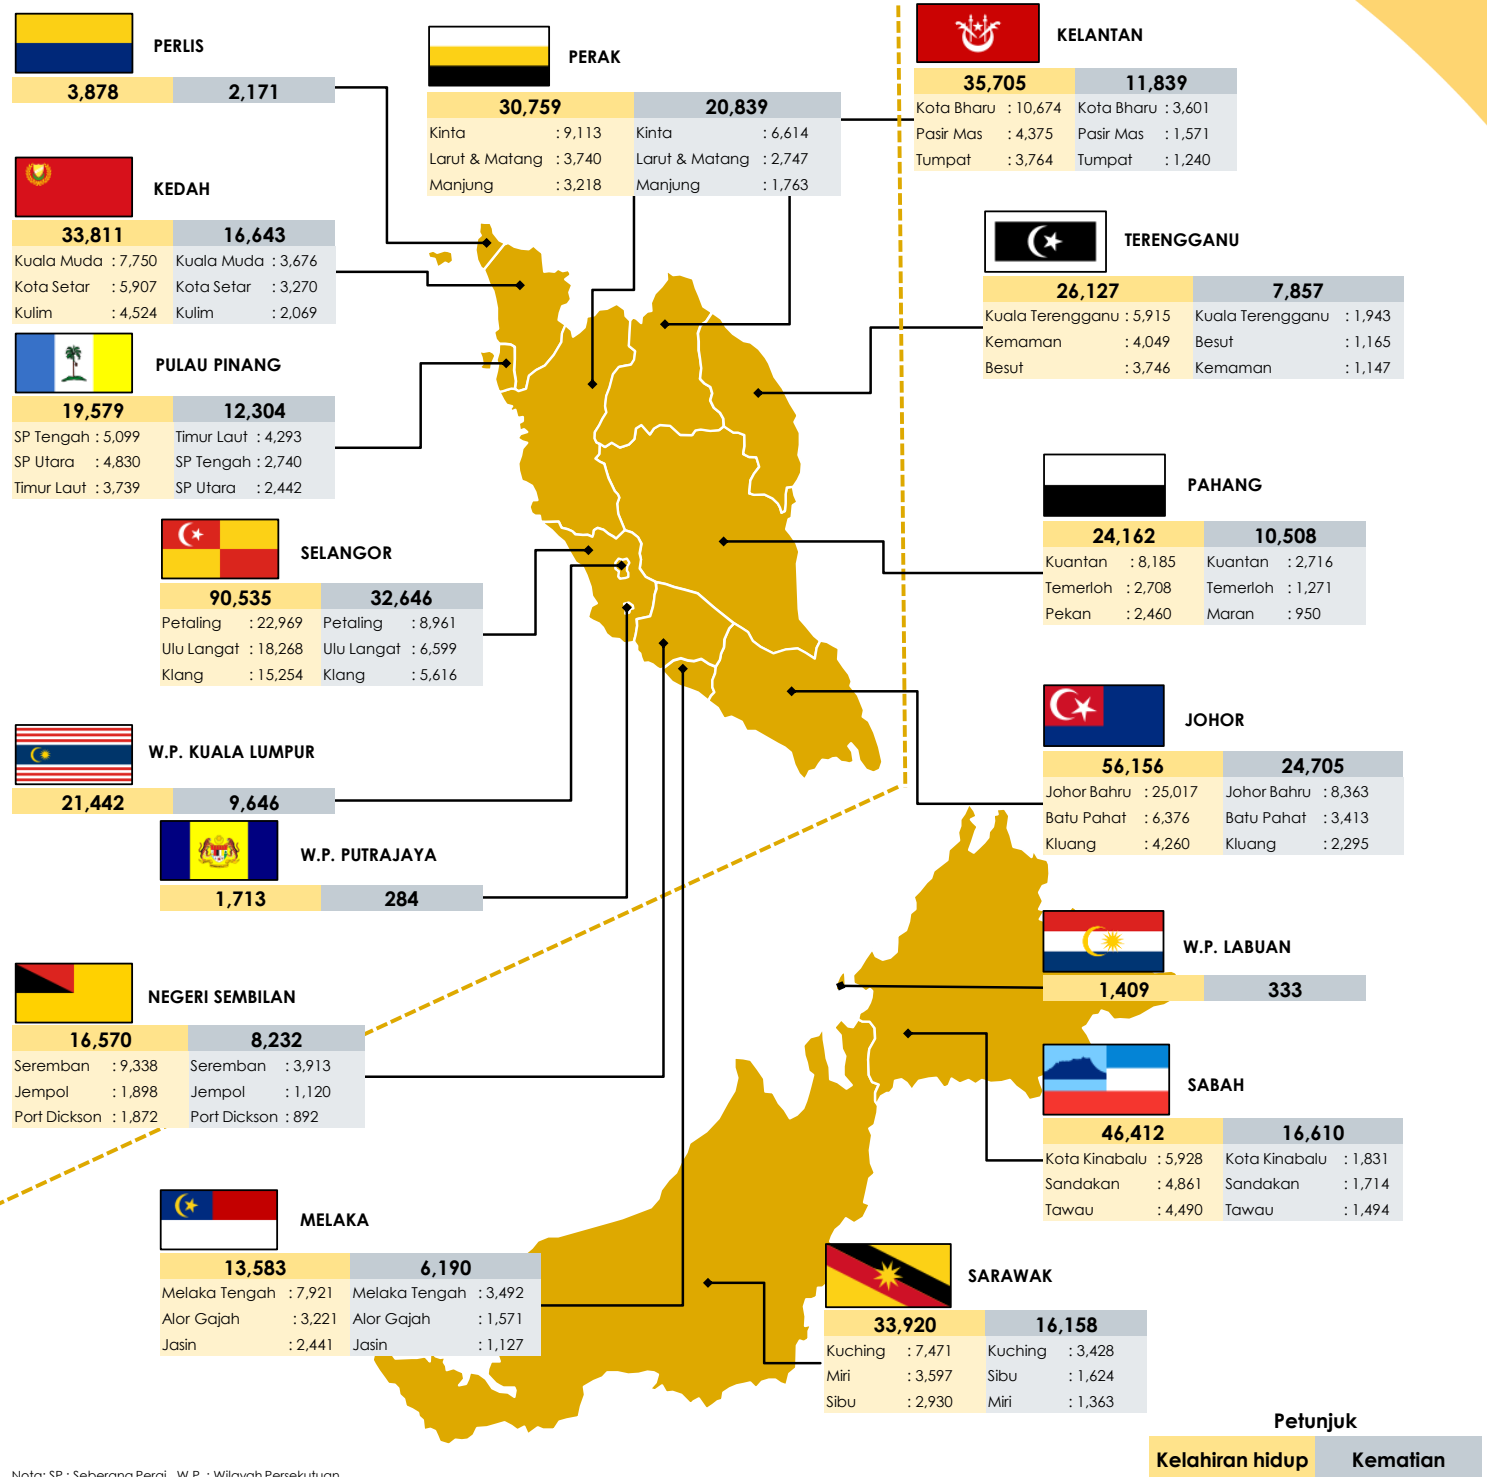 PERLIS
3,878 2,171
PERAK
30,759 20,839
Kinta : 9,113 Kinta : 6,614
Larut & Matang : 3,740 Larut & Matang : 2,747
Manjung : 3,218 Manjung : 1,763
KELANTAN
35,705 11,839
Kota Bharu : 10,674 Kota Bharu : 3,601
Pasir Mas : 4,375 Pasir Mas : 1,571
Tumpat : 3,764 Tumpat : 1,240
KEDAH
33,811 16,643
Kuala Muda : 7,750 Kuala Muda : 3,676
Kota Setar : 5,907 Kota Setar : 3,270
Kulim : 4,524 Kulim : 2,069
TERENGGANU
26,127 7,857
Kuala Terengganu : 5,915 Kuala Terengganu : 1,943
Kemaman : 4,049 Besut : 1,165
Besut : 3,746 Kemaman : 1,147
PULAU PINANG
19,579 12,304
SP Tengah : 5,099 Timur Laut : 4,293
SP Utara : 4,830 SP Tengah : 2,740
Timur Laut : 3,739 SP Utara : 2,442
PAHANG
24,162 10,508
Kuantan : 8,185 Kuantan : 2,716
Temerloh : 2,708 Temerloh : 1,271
Pekan : 2,460 Maran : 950
SELANGOR
90,535 32,646
Petaling : 22,969 Petaling : 8,961
Ulu Langat : 18,268 Ulu Langat : 6,599
Klang : 15,254 Klang : 5,616
JOHOR
56,156 24,705
Johor Bahru : 25,017 Johor Bahru : 8,363
Batu Pahat : 6,376 Batu Pahat : 3,413
Kluang : 4,260 Kluang : 2,295
W.P. KUALA LUMPUR
21,442 9,646
W.P. PUTRAJAYA
1,713 284
W.P. LABUAN
1,409 333
NEGERI SEMBILAN
16,570 8,232
Seremban : 9,338 Seremban : 3,913
Jempol : 1,898 Jempol : 1,120
Port Dickson : 1,872 Port Dickson : 892
SABAH
46,412 16,610
Kota Kinabalu : 5,928 Kota Kinabalu : 1,831
Sandakan : 4,861 Sandakan : 1,714
Tawau : 4,490 Tawau : 1,494
MELAKA
13,583 6,190
Melaka Tengah : 7,921 Melaka Tengah : 3,492
Alor Gajah : 3,221 Alor Gajah : 1,571
Jasin : 2,441 Jasin : 1,127
SARAWAK
33,920 16,158
Kuching : 7,471 Kuching : 3,428
Miri : 3,597 Sibu : 1,624
Sibu : 2,930 Miri : 1,363
Petunjuk
Kelahiran hidup Kematian
Nota: SP : Seberang Perai, W.P. : Wilayah Persekutuan